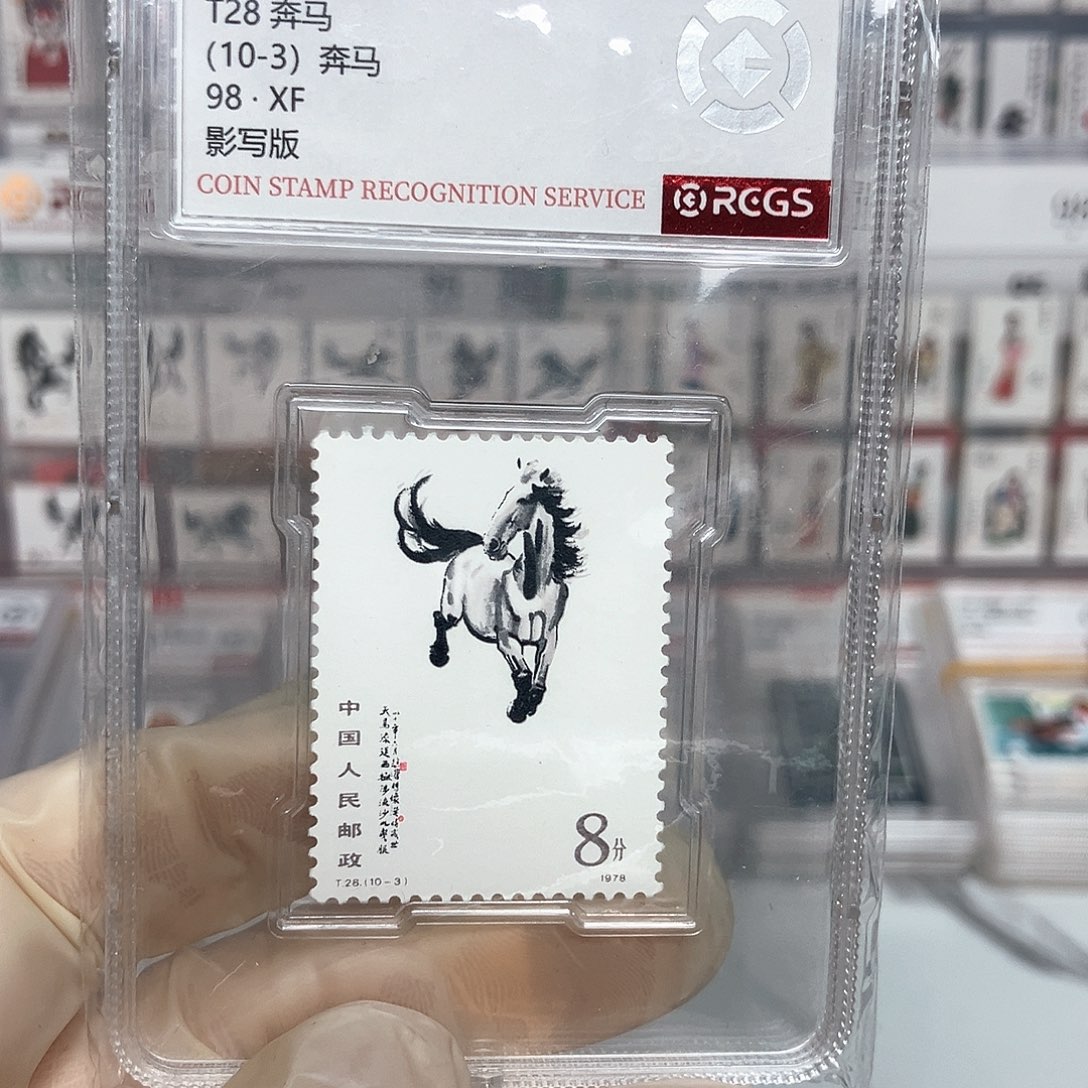 T28 奔马
(10-3) 奔马
98 · XF
影写版
COIN STAMP RECOGNITION SERVICE
RCGS
中国人民邮政
8分
T.28.(10-3)
1978